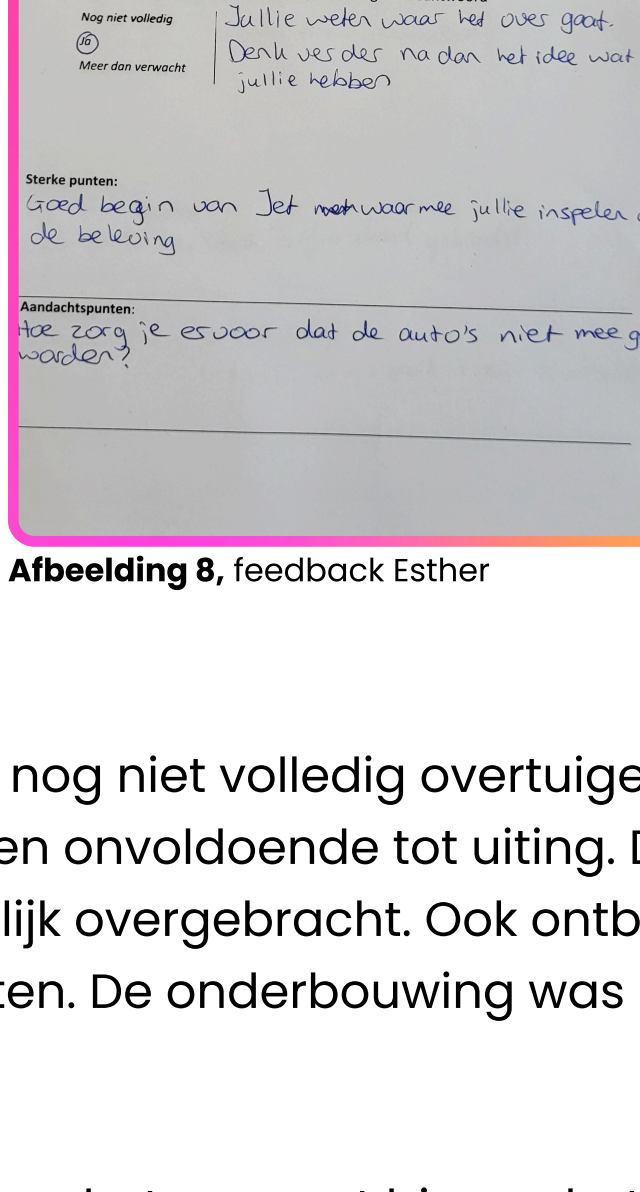 Nog niet volledig
Jullie weten waar het over gaat.
Ja
Denk verder na dan het idee wat
Meer dan verwacht
jullie hebben
Sterke punten:
Goed begin van Jet waarmee jullie inspelen
de beleving
Aandachtspunten:
Hoe zorg je ervoor dat de auto's niet mee
worden?
Afbeelding 8, feedback Esther
nog niet volledig overtuige
en onvoldoende tot uiting. D
lijk overgebracht. Ook ontb
ten. De onderbouwing was